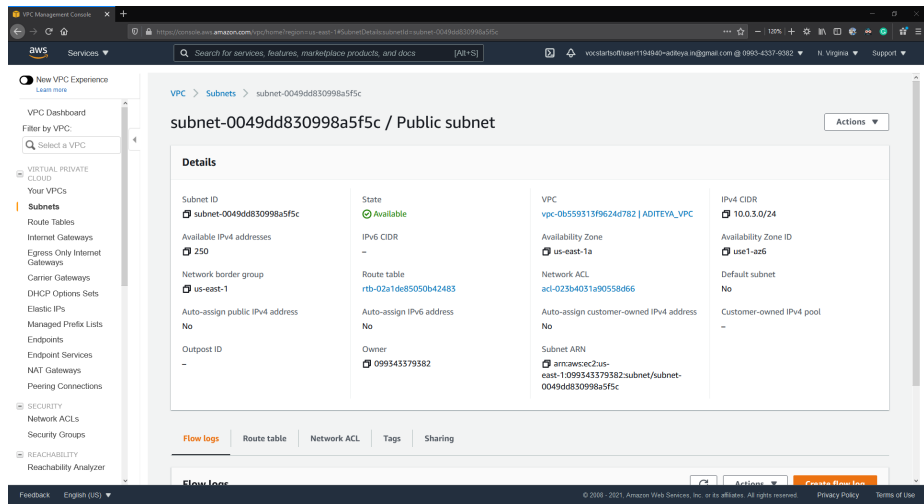 VPC Management Console
https://console.aws.amazon.com/vpc/home?region=us-east-1#SubnetDetails:subnetId=subnet-0049dd830998a5f5c
120%
aws
Services ▼
Search for services, features, marketplace products, and docs
[Alt+S]
vocstartsoft/user1194940=aditeya.in@gmail.com @ 0993-4337-9382 ▼
N. Virginia ▼
Support ▼
New VPC Experience
Learn more
VPC Dashboard
Filter by VPC:
Select a VPC
VIRTUAL PRIVATE
CLOUD
Your VPCs
Subnets
Route Tables
Internet Gateways
Egress Only Internet
Gateways
Carrier Gateways
DHCP Options Sets
Elastic IPs
Managed Prefix Lists
Endpoints
Endpoint Services
NAT Gateways
Peering Connections
SECURITY
Network ACLs
Security Groups
REACHABILITY
Reachability Analyzer
VPC > Subnets > subnet-0049dd830998a5f5c
subnet-0049dd830998a5f5c / Public subnet
Actions ▼
Details
Subnet ID
subnet-0049dd830998a5f5c
State
Available
VPC
vpc-0b559313f9624d782 | ADITEYA_VPC
IPv4 CIDR
10.0.3.0/24
Available IPv4 addresses
250
IPv6 CIDR
–
Availability Zone
us-east-1a
Availability Zone ID
use1-az6
Network border group
us-east-1
Route table
rtb-02a1de85050b42483
Network ACL
acl-023b4031a90558d66
Default subnet
No
Auto-assign public IPv4 address
No
Auto-assign IPv6 address
No
Auto-assign customer-owned IPv4 address
No
Customer-owned IPv4 pool
–
Outpost ID
–
Owner
099343379382
Subnet ARN
arn:aws:ec2:us-
east-1:099343379382:subnet/subnet-
0049dd830998a5f5c
Flow logs
Route table
Network ACL
Tags
Sharing
Flow logs
Actions ▼
Create flow log
Feedback
English (US) ▼
© 2008 - 2021, Amazon Web Services, Inc. or its affiliates. All rights reserved.
Privacy Policy
Terms of Use